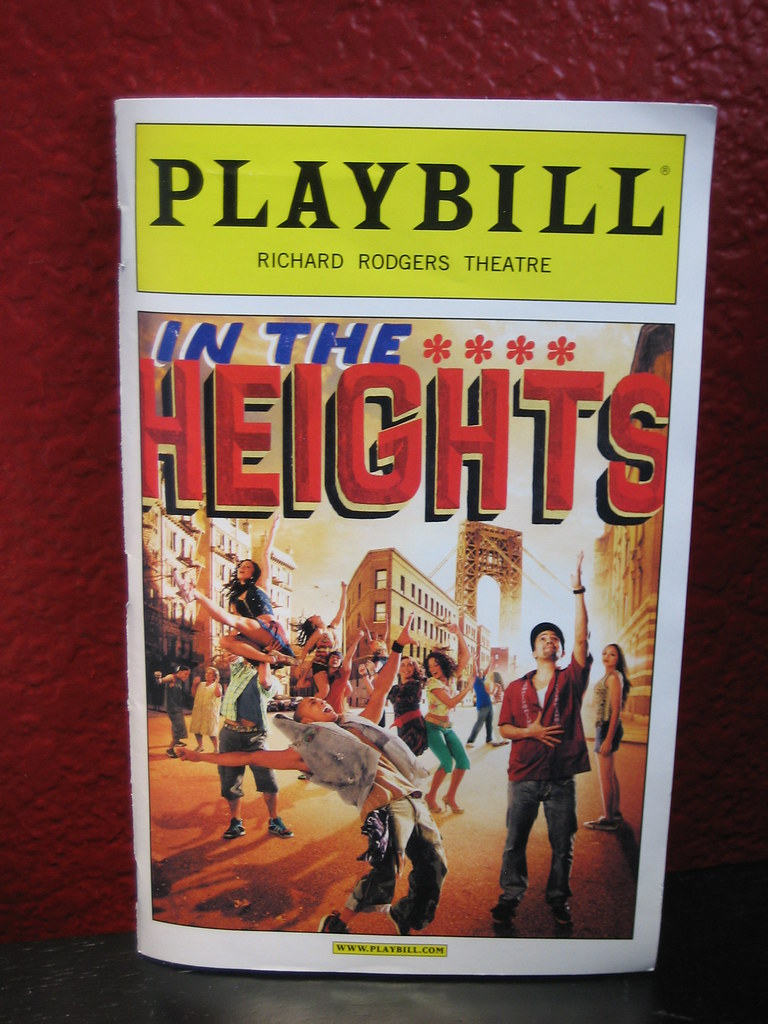 PLAYBILL®
RICHARD RODGERS THEATRE
IN THE ****
HEIGHTS
WWW.PLAYBILL.COM